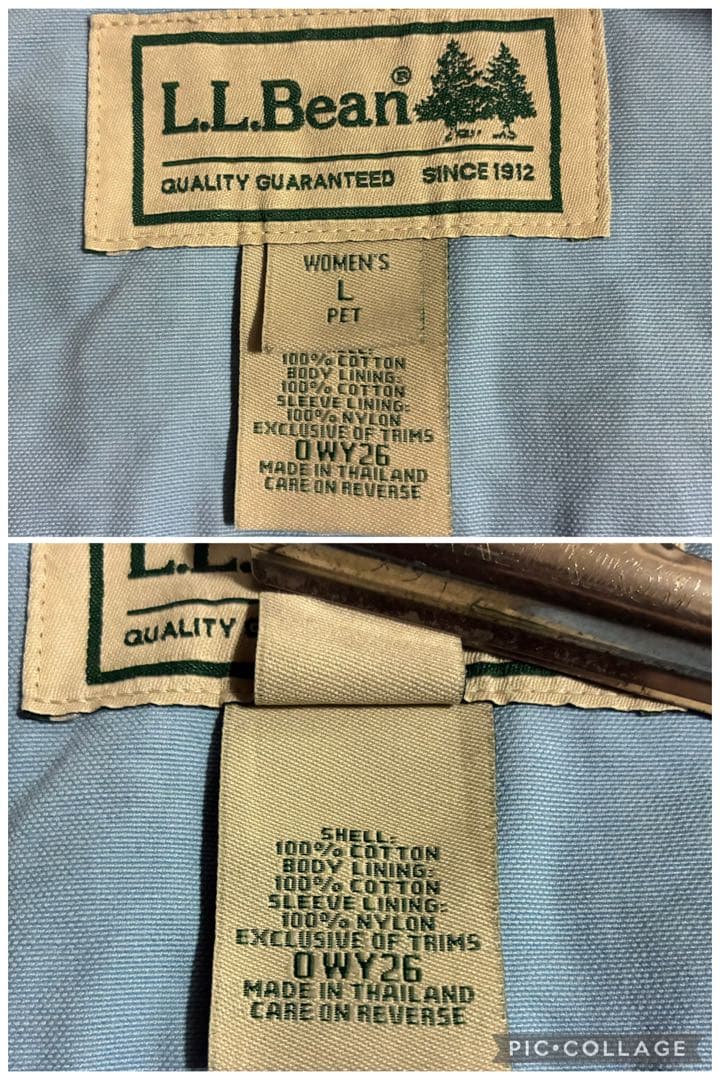 L.L.Bean®
QUALITY GUARANTEED SINCE 1912
WOMEN'S
L
PET
100% COTTON
BODY LINING:
100% COTTON
SLEEVE LINING:
100% NYLON
EXCLUSIVE OF TRIMS
0WY26
MADE IN THAILAND
CARE ON REVERSE
L.L.
QUALITY
SHELL:
100% COTTON
BODY LINING:
100% COTTON
SLEEVE LINING:
100% NYLON
EXCLUSIVE OF TRIMS
0WY26
MADE IN THAILAND
CARE ON REVERSE
PIC•COLLAGE